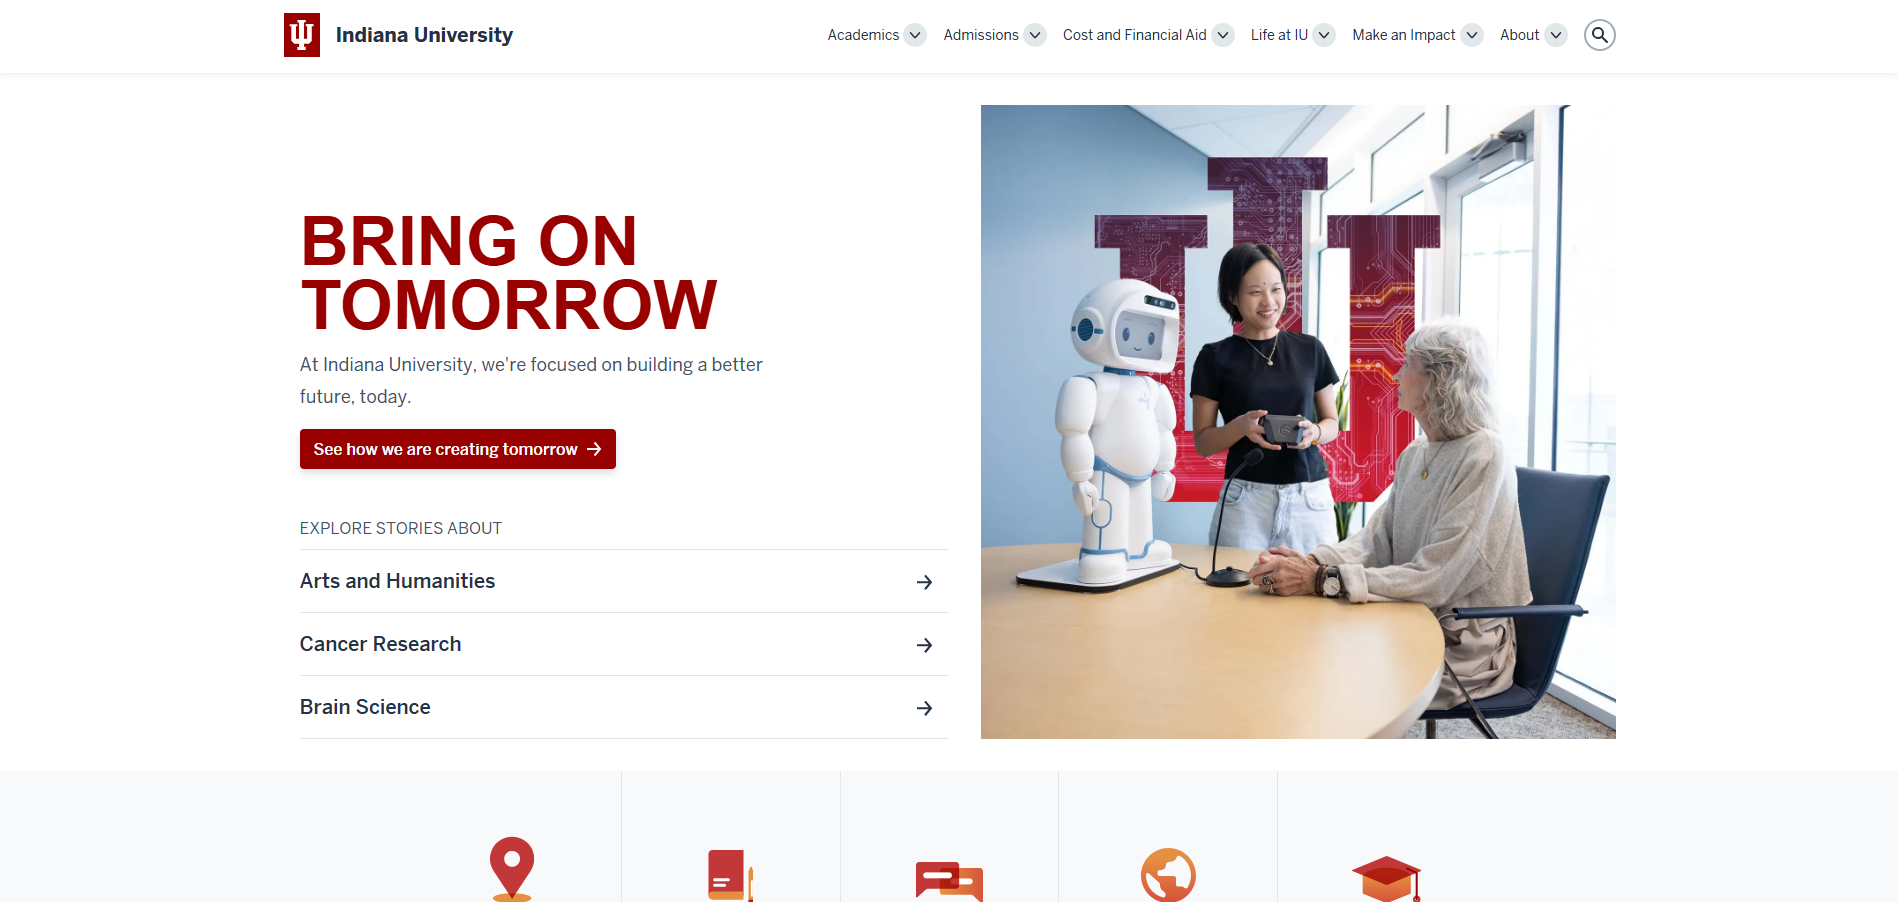 Indiana University
Academics
Admissions
Cost and Financial Aid
Life at IU
Make an Impact
About
BRING ON
TOMORROW
At Indiana University, we're focused on building a better
future, today.
See how we are creating tomorrow
EXPLORE STORIES ABOUT
Arts and Humanities
Cancer Research
Brain Science